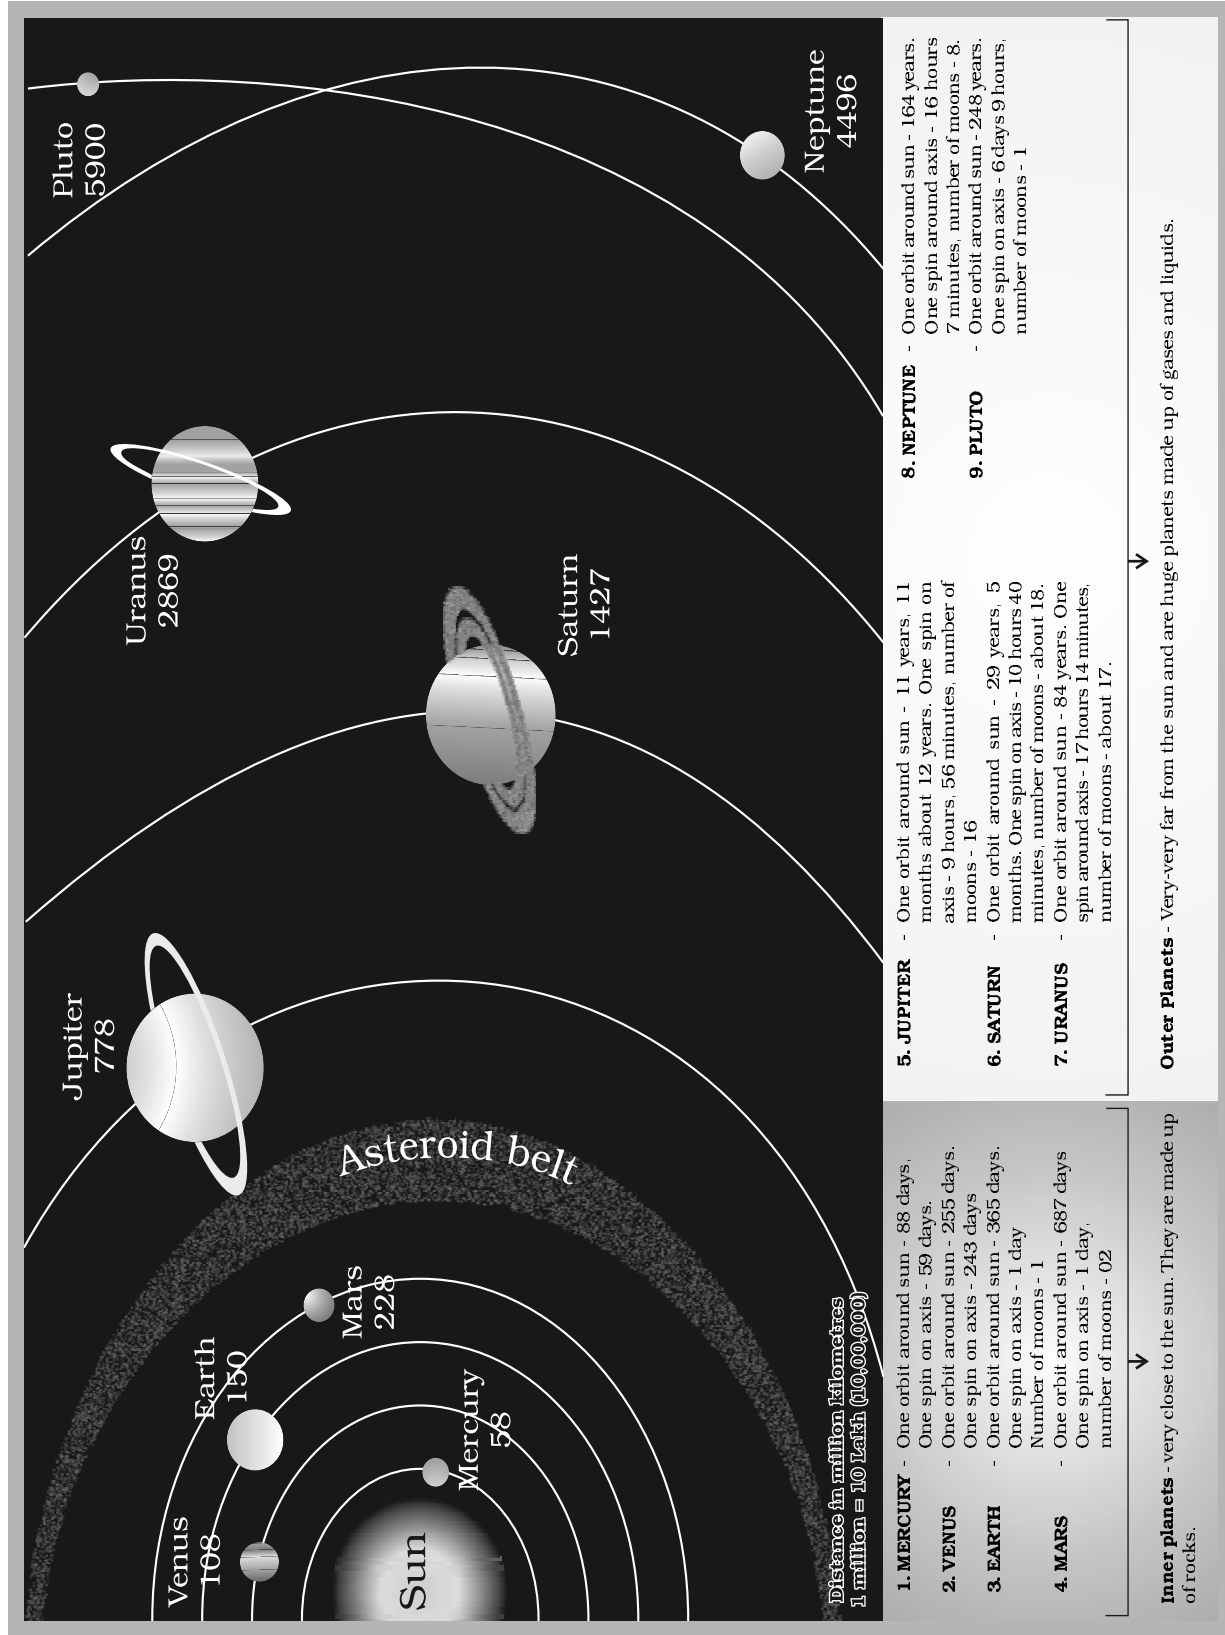 Sun
Mercury
58
Venus
108
Earth
150
Mars
228
Asteroid belt
Jupiter
778
Saturn
1427
Uranus
2869
Neptune
4496
Pluto
5900
Distance in million kilometres
1 million = 10 Lakh (10,00,000)
1. MERCURY - One orbit around sun - 88 days,
One spin on axis - 59 days.
2. VENUS - One orbit around sun - 255 days.
One spin on axis - 243 days
3. EARTH - One orbit around sun - 365 days.
One spin on axis - 1 day
Number of moons - 1
4. MARS - One orbit around sun - 687 days
One spin on axis - 1 day,
number of moons - 02
Inner planets - very close to the sun. They are made up
of rocks.
5. JUPITER - One orbit around sun - 11 years, 11
months about 12 years. One spin on
axis - 9 hours, 56 minutes, number of
moons - 16
6. SATURN - One orbit around sun - 29 years, 5
months. One spin on axis - 10 hours 40
minutes, number of moons - about 18.
7. URANUS - One orbit around sun - 84 years. One
spin around axis - 17 hours 14 minutes,
number of moons - about 17.
8. NEPTUNE - One orbit around sun - 164 years.
One spin around axis - 16 hours
7 minutes, number of moons - 8.
9. PLUTO - One orbit around sun - 248 years.
One spin on axis - 6 days 9 hours,
number of moons - 1
Outer Planets - Very-very far from the sun and are huge planets made up of gases and liquids.